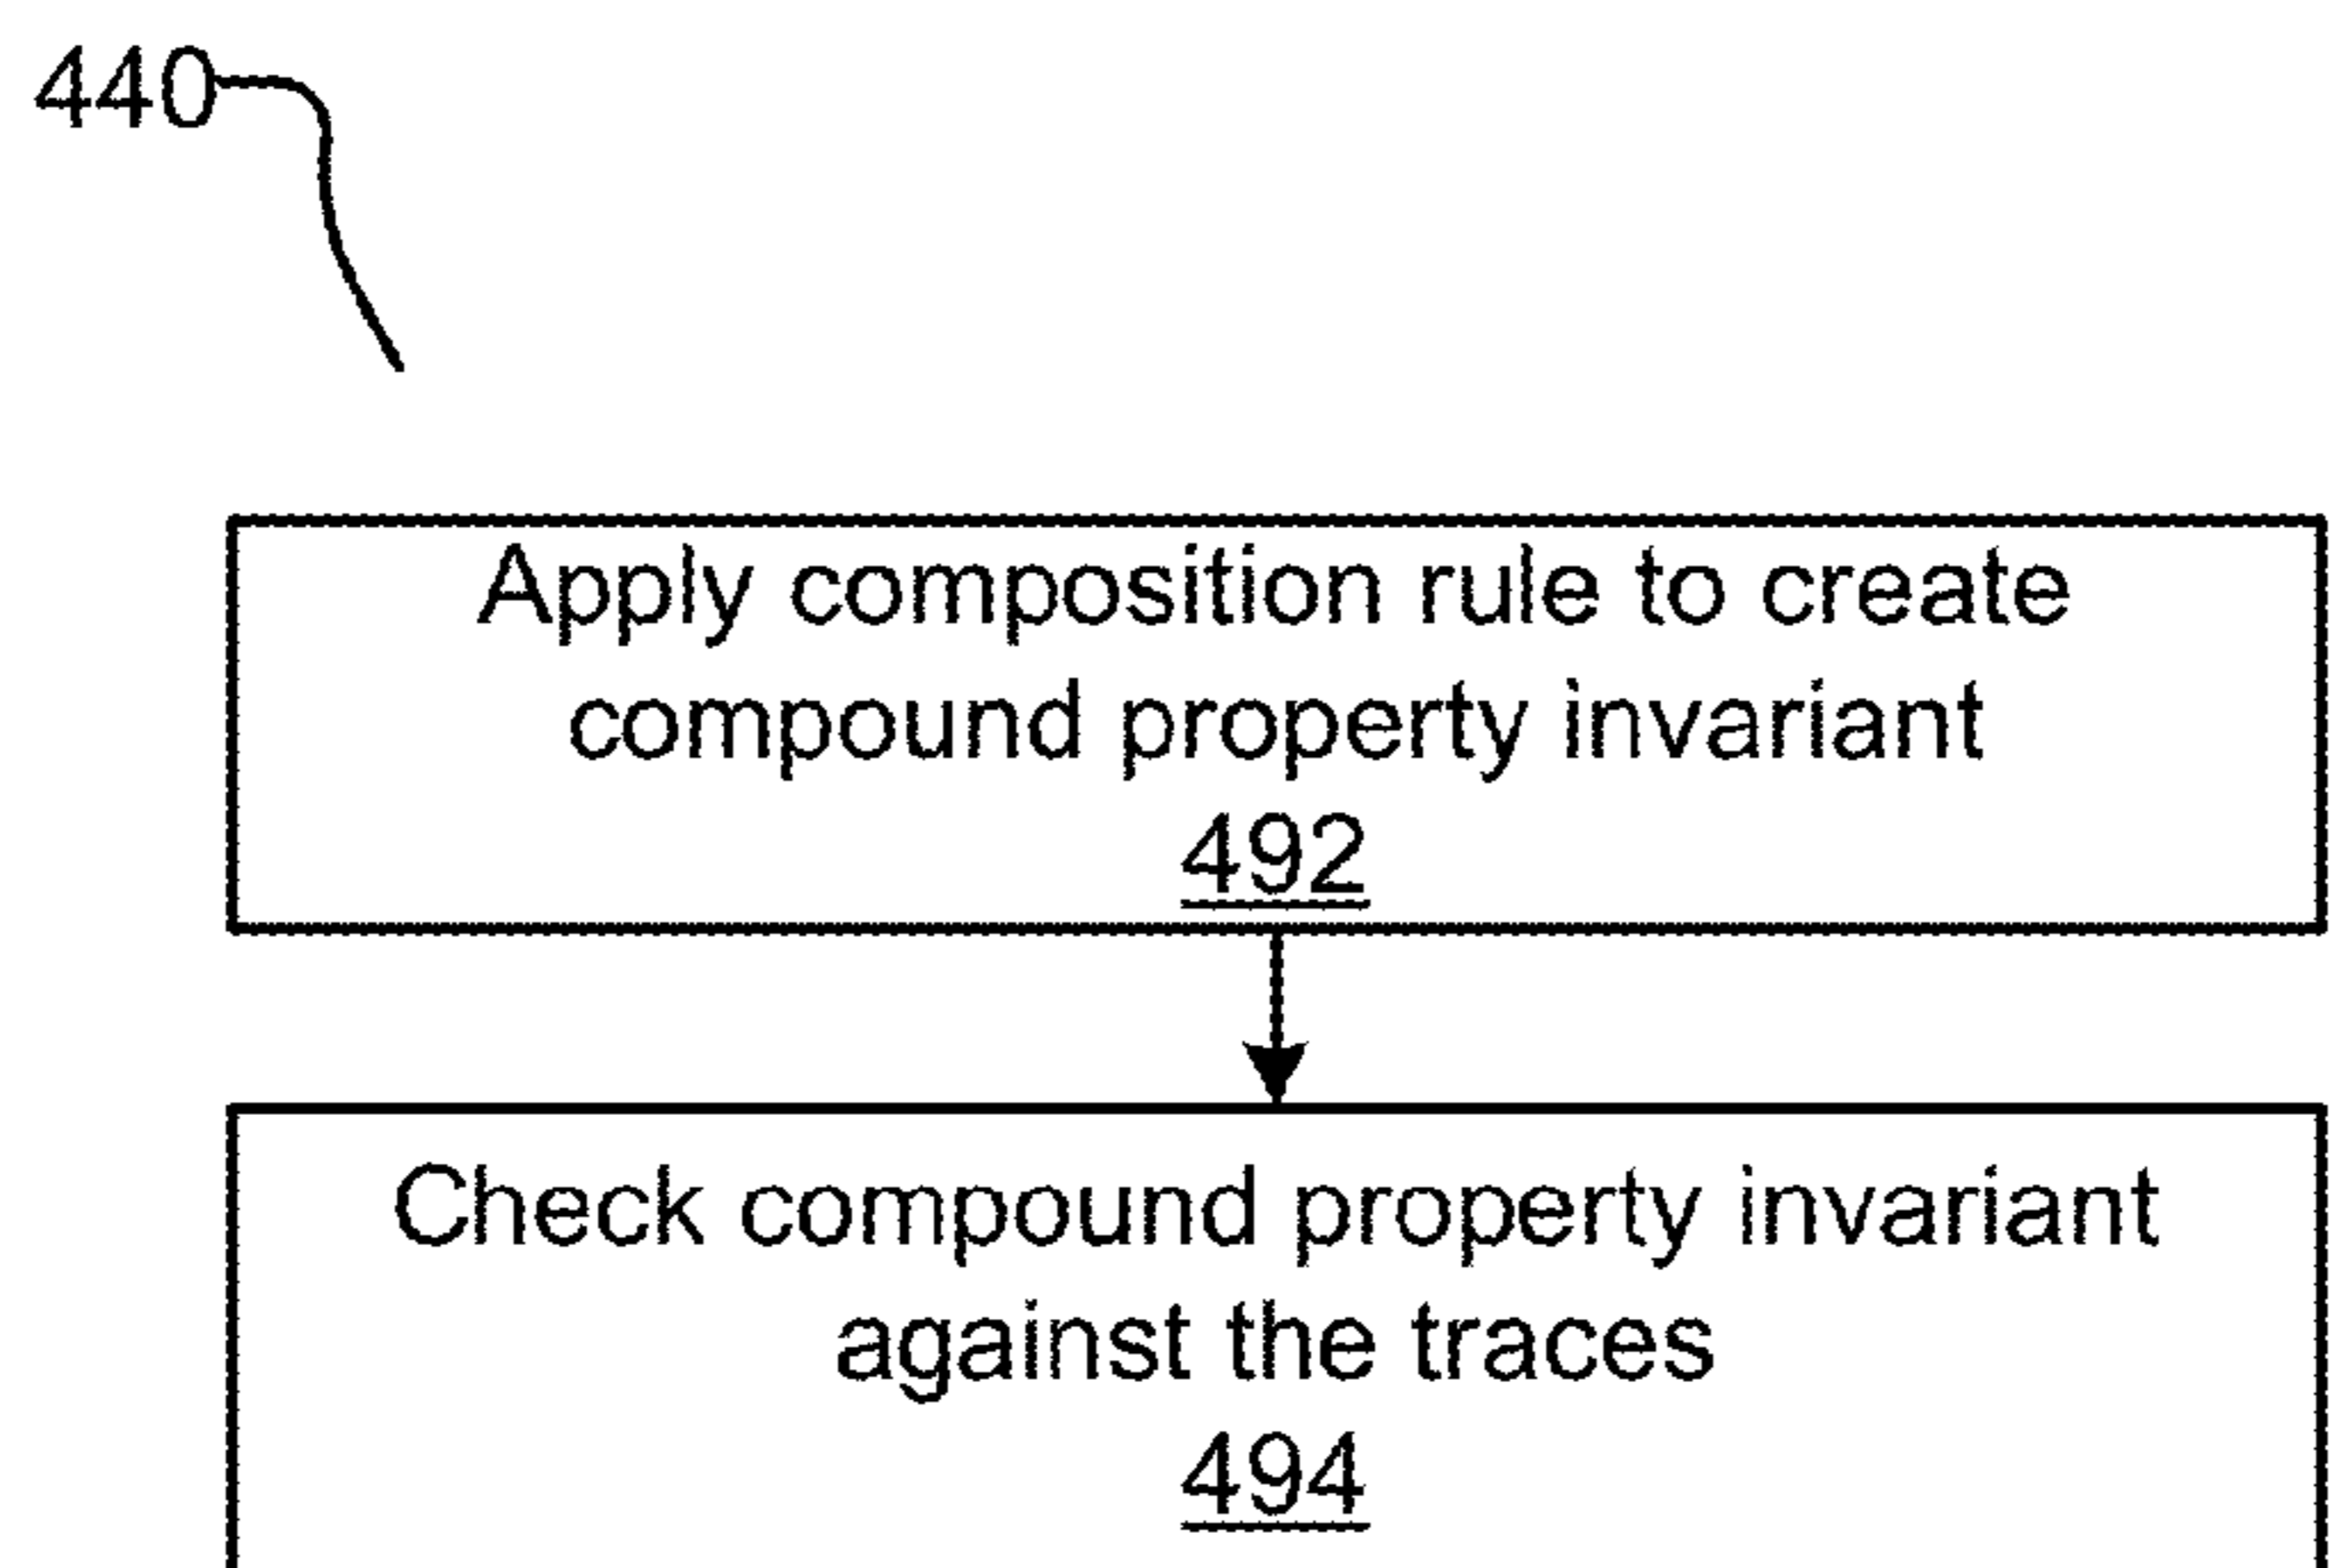 440
Apply composition rule to create
compound property invariant
492
Check compound property invariant
against the traces
494